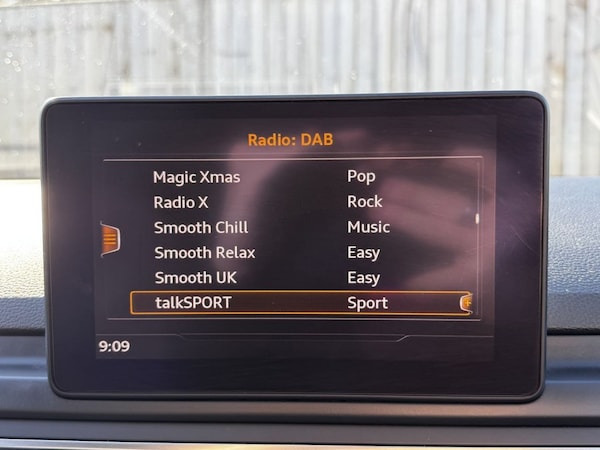 Radio: DAB
Magic Xmas Pop
Radio X Rock
Smooth Chill Music
Smooth Relax Easy
Smooth UK Easy
talkSPORT Sport
9:09